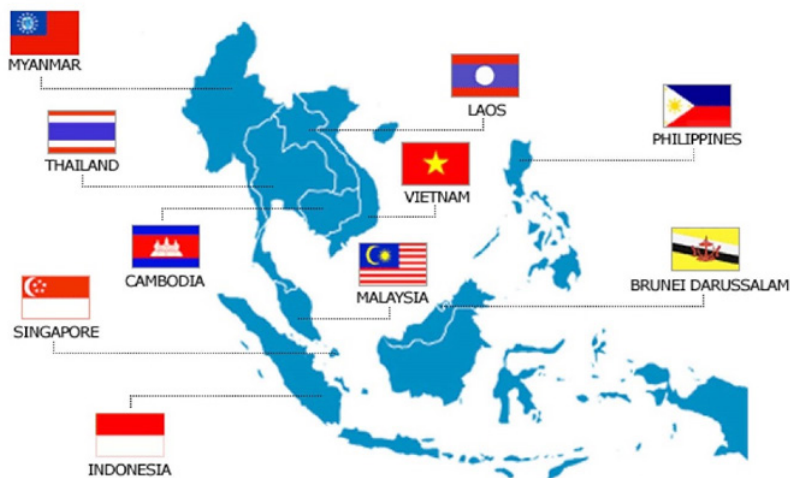 MYANMAR
LAOS
PHILIPPINES
THAILAND
VIETNAM
CAMBODIA
BRUNEI DARUSSALAM
MALAYSIA
SINGAPORE
INDONESIA